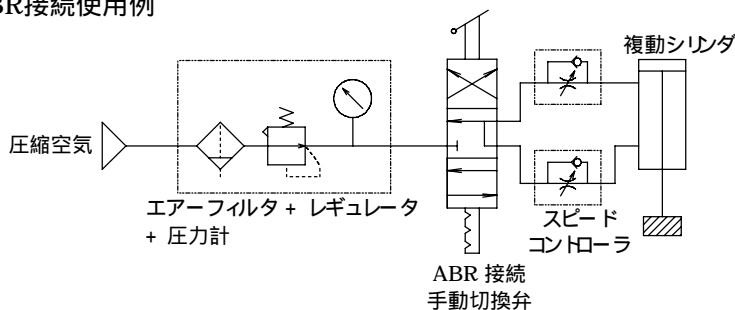 BR接続使用例
複動シリンダ
圧縮空気
エアーフィルタ + レギュレータ
+ 圧力計
スピード
コントローラ
ABR 接続
手動切換弁